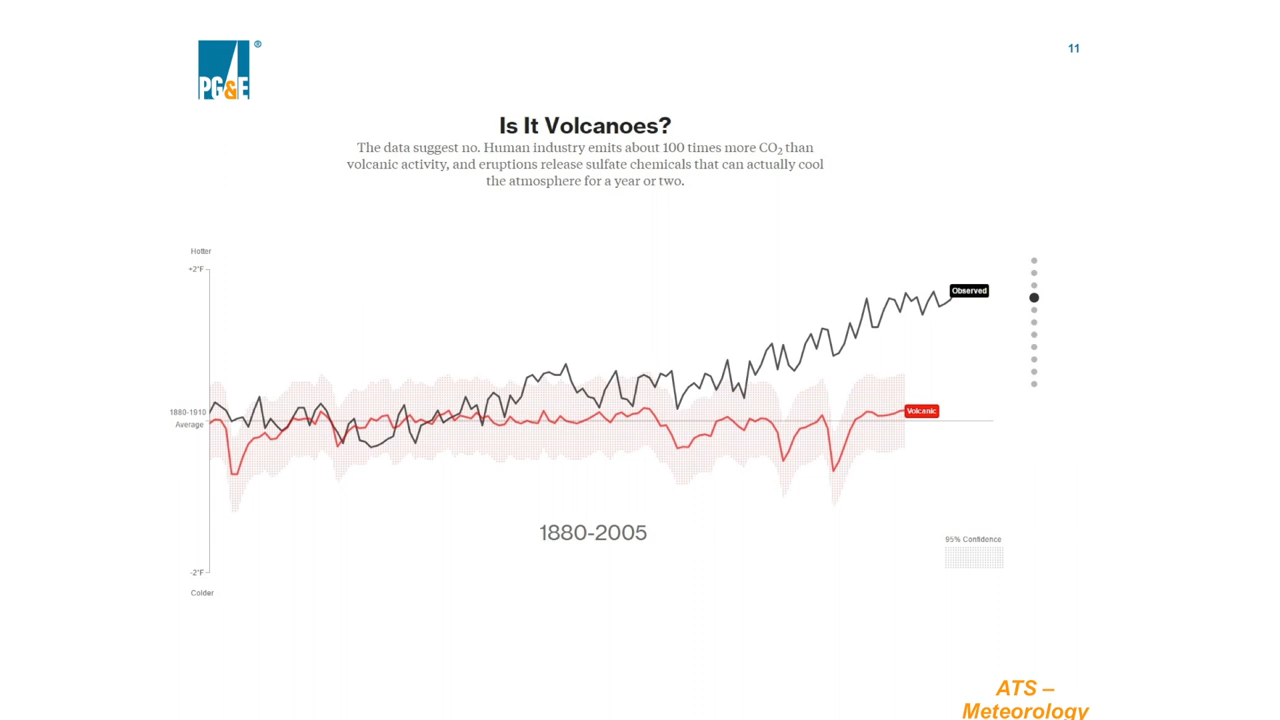 PG&E®
11
Is It Volcanoes?
The data suggest no. Human industry emits about 100 times more CO₂ than
volcanic activity, and eruptions release sulfate chemicals that can actually cool
the atmosphere for a year or two.
Hotter
+2°F
Observed
1880-1910
Average
Volcanic
1880-2005
95% Confidence
-2°F
Colder
ATS –
Meteorology